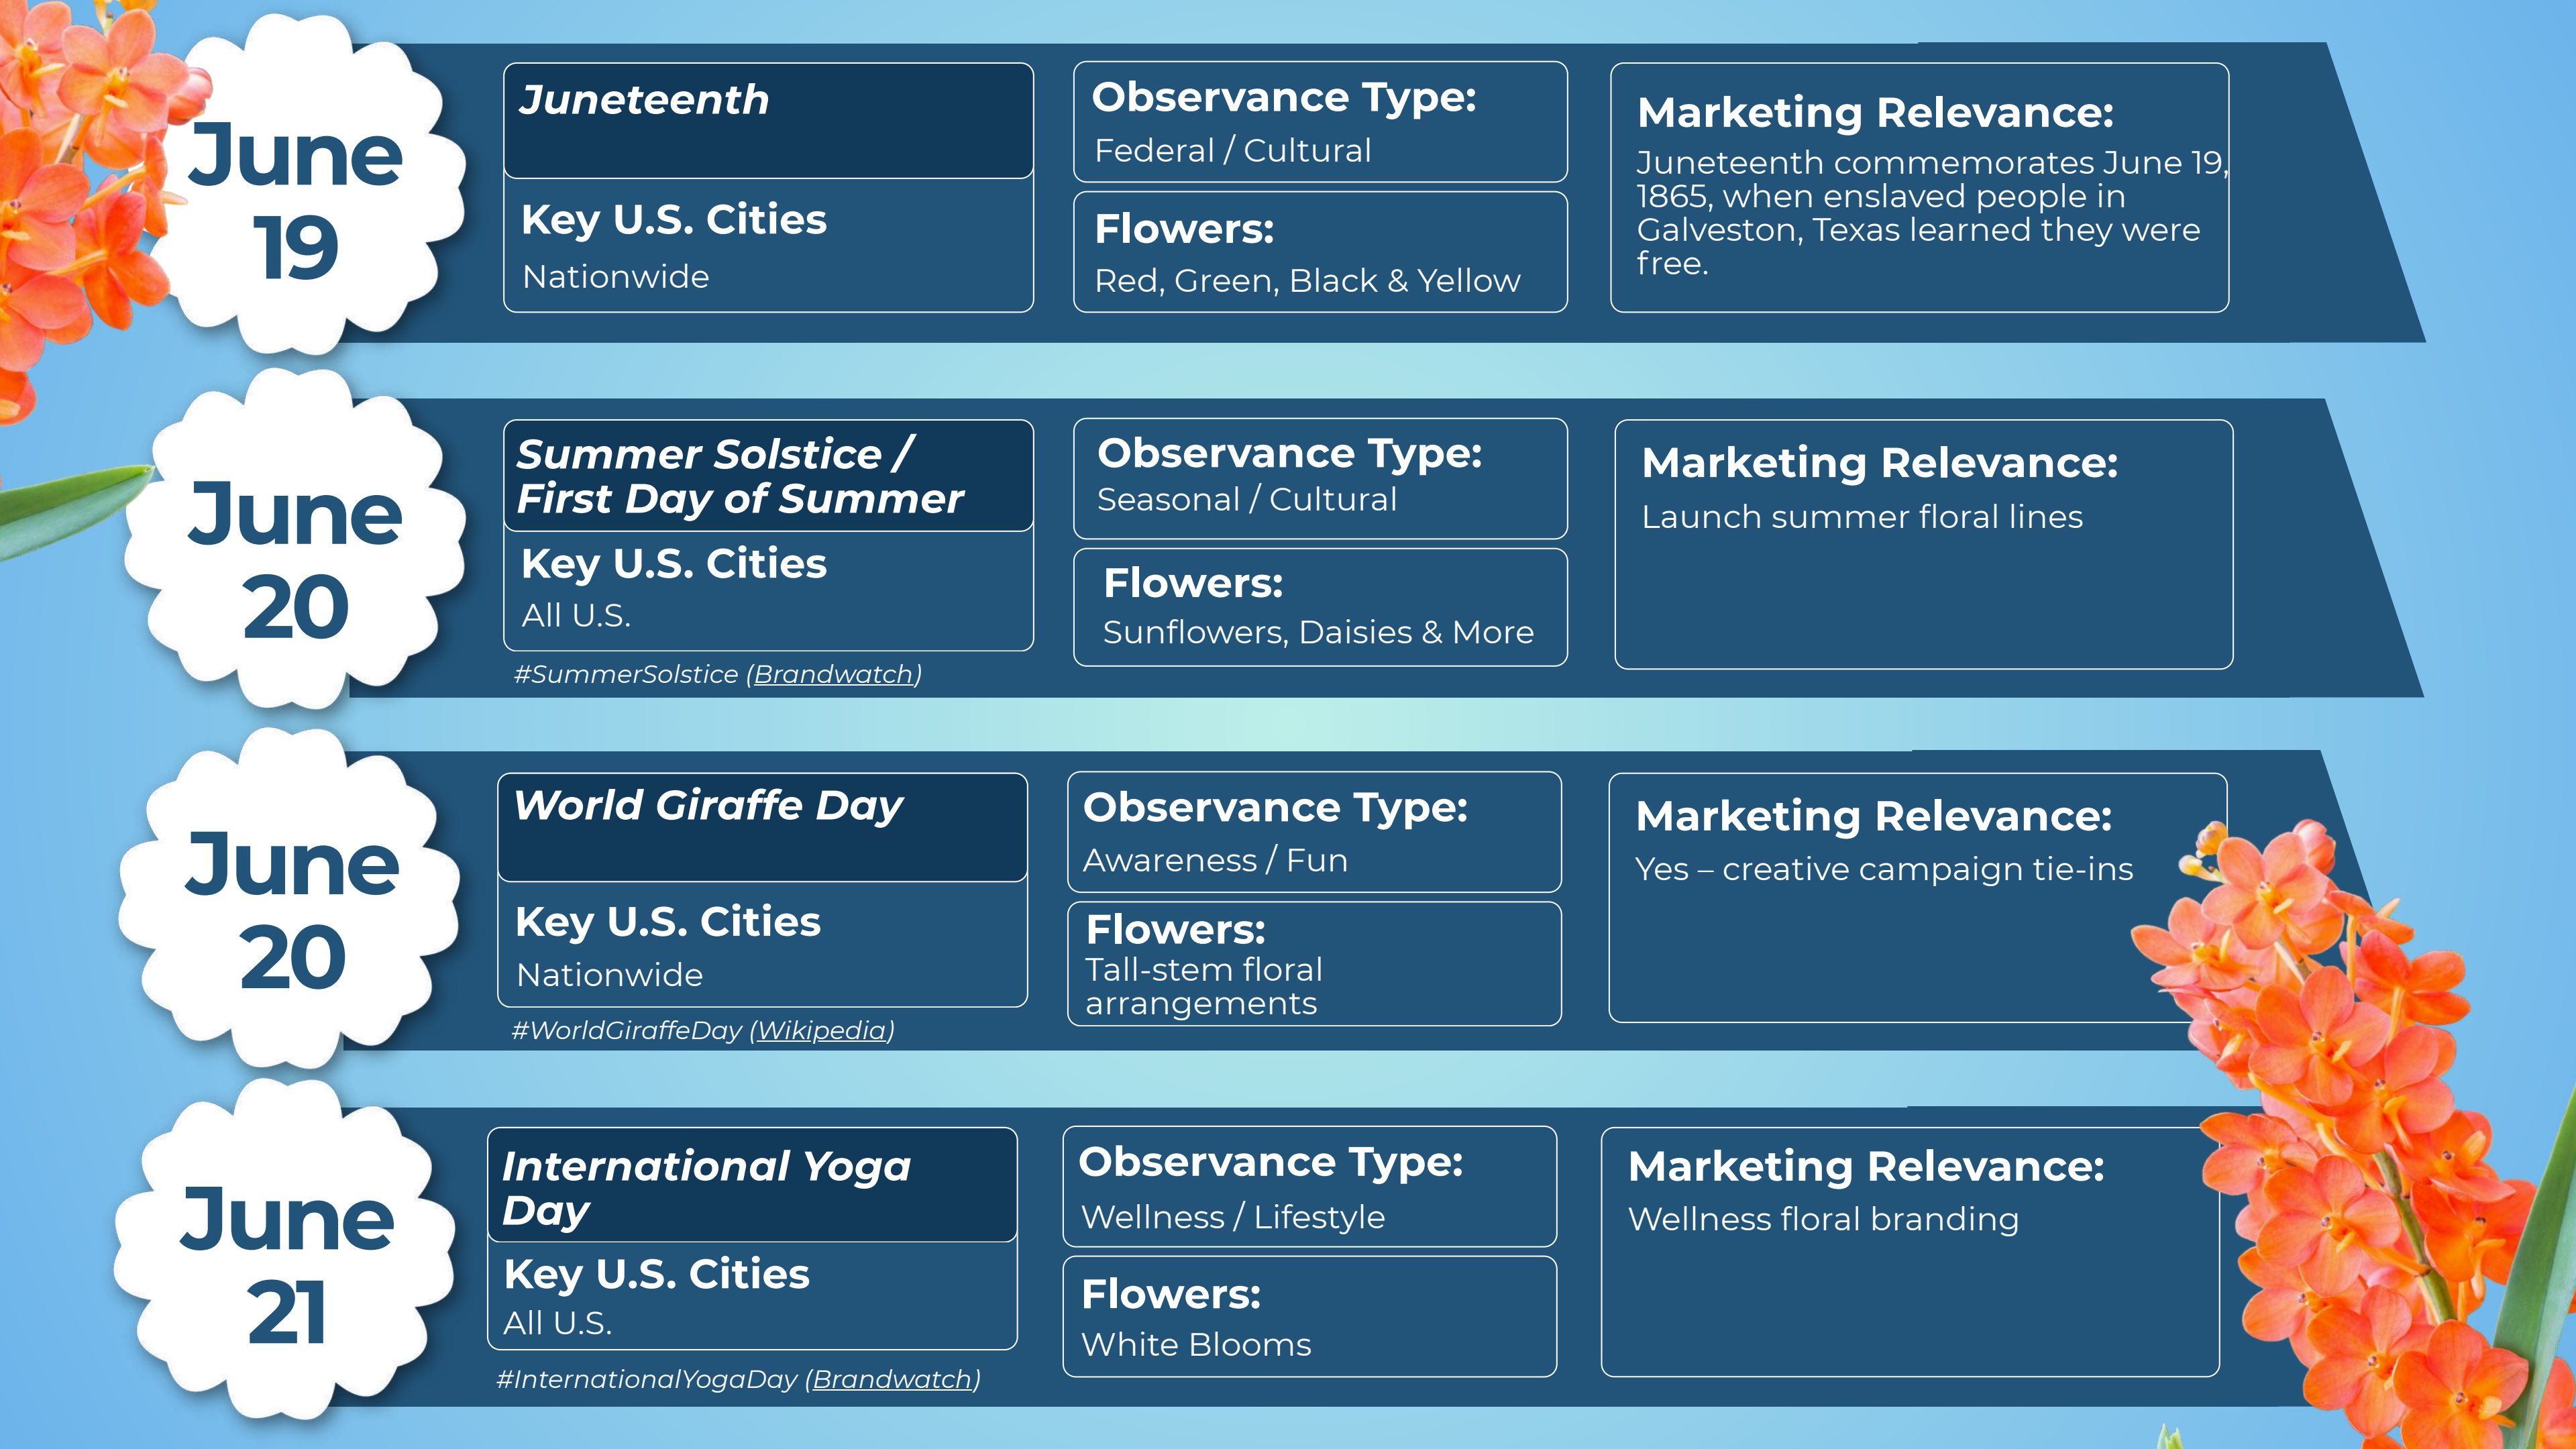 June
19
Juneteenth
Key U.S. Cities
Nationwide
Observance Type:
Federal / Cultural
Flowers:
Red, Green, Black & Yellow
Marketing Relevance:
Juneteenth commemorates June 19,
1865, when enslaved people in
Galveston, Texas learned they were
free.
June
20
Summer Solstice /
First Day of Summer
Key U.S. Cities
All U.S.
#SummerSolstice (Brandwatch)
Observance Type:
Seasonal / Cultural
Flowers:
Sunflowers, Daisies & More
Marketing Relevance:
Launch summer floral lines
June
20
World Giraffe Day
Key U.S. Cities
Nationwide
#WorldGiraffeDay (Wikipedia)
Observance Type:
Awareness / Fun
Flowers:
Tall-stem floral
arrangements
Marketing Relevance:
Yes – creative campaign tie-ins
June
21
International Yoga
Day
Key U.S. Cities
All U.S.
#InternationalYogaDay (Brandwatch)
Observance Type:
Wellness / Lifestyle
Flowers:
White Blooms
Marketing Relevance:
Wellness floral branding